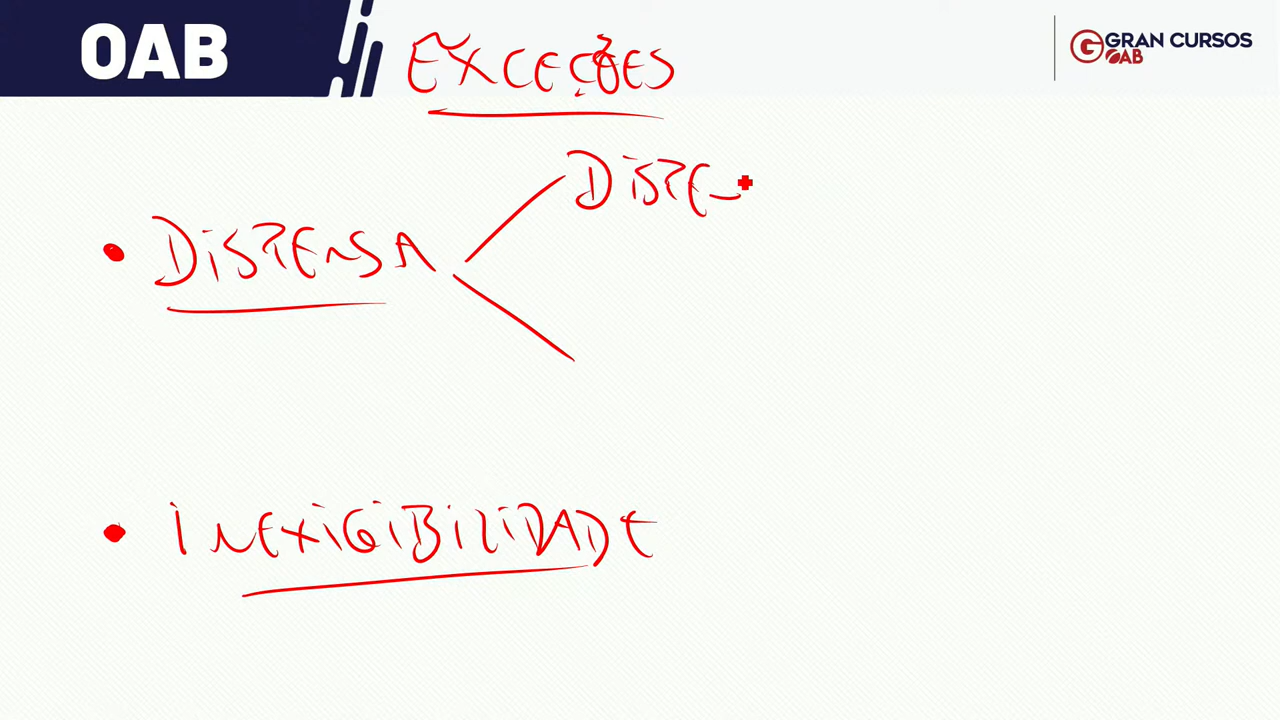 OAB
GRAN CURSOS
OAB
EXCEÇÕES
DISPE
DISPENSA
INEXIGIBILIDADE